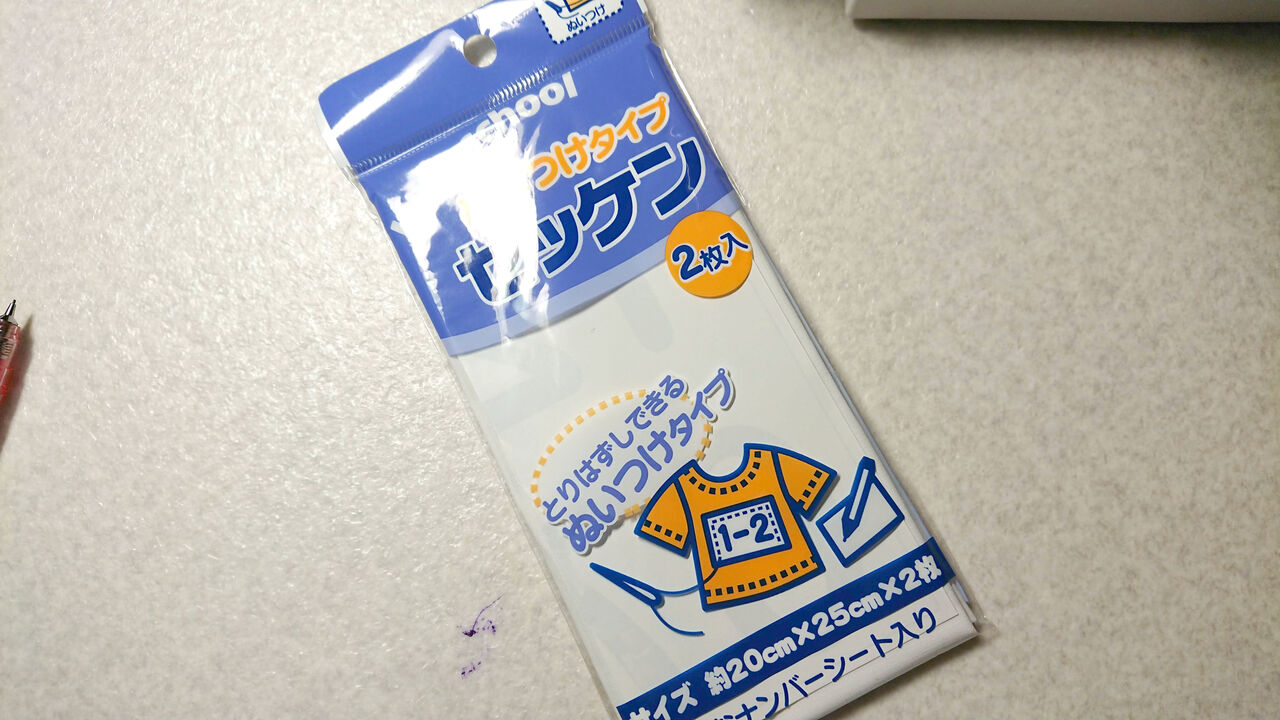 ぬいつけ
school
つけタイプ
ゼッケン
2枚入
とりはずしできる
ぬいつけタイプ
1-2
サイズ 約20cm×25cm×2枚
ナンバーシート入り